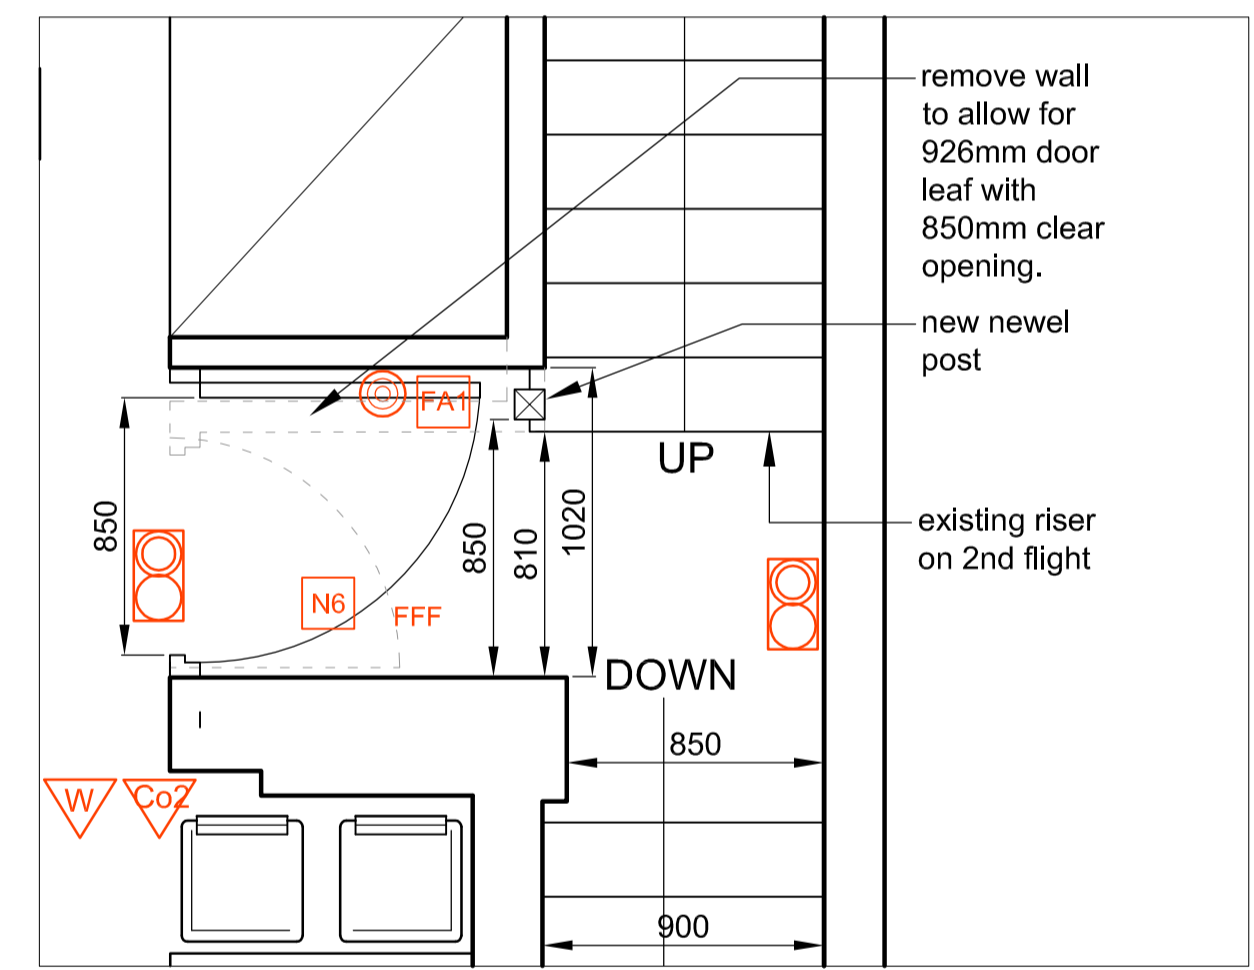 remove wall
to allow for
926mm door
leaf with
850mm clear
opening.
new newel
post
FA1
UP
850
850
810
1020
existing riser
on 2nd flight
N6
FFF
DOWN
850
W
Co2
900